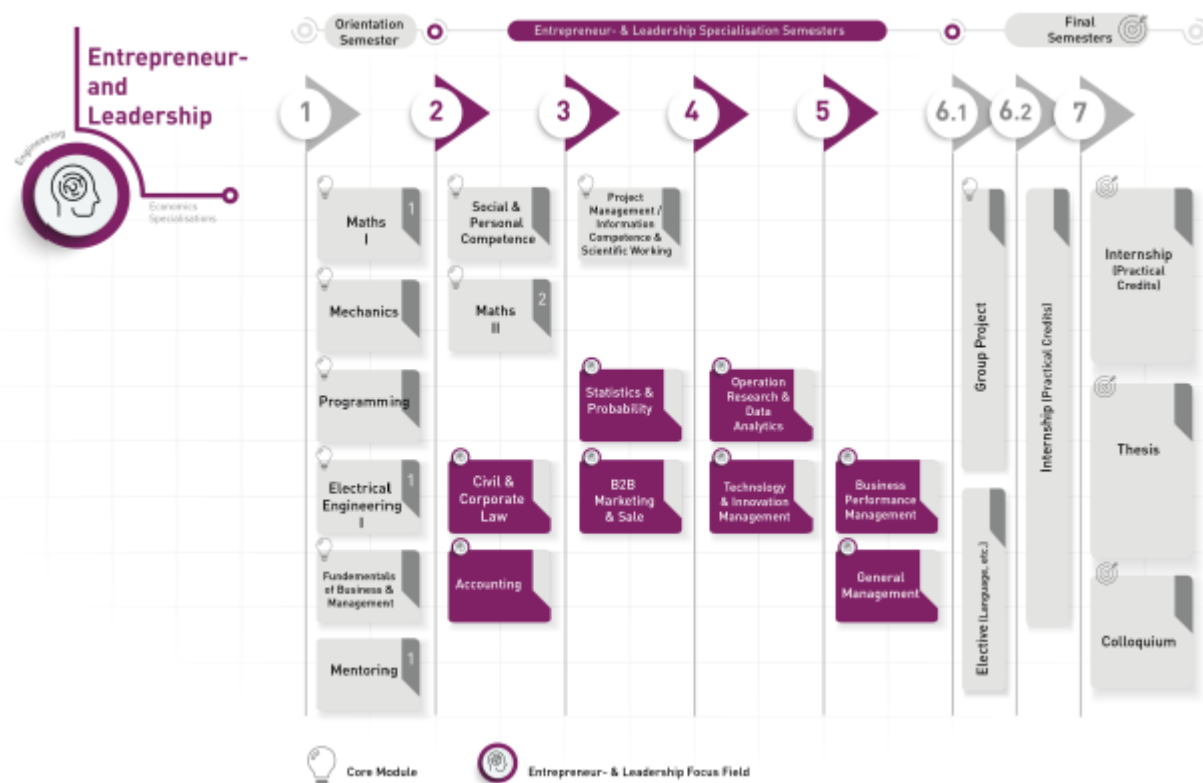 Entrepreneur-
and
Leadership
Engineering
Economics
Specialisations
Orientation
Semester
Entrepreneur- & Leadership Specialisation Semesters
Final
Semesters
1
2
3
4
5
6.1
6.2
7
Maths
I
1
Mechanics
Programming
Electrical
Engineering
I
1
Fundementals
of Business &
Management
Mentoring
1
Social &
Personal
Competence
Maths
II
2
Civil &
Corporate
Law
Accounting
Project
Management /
Information
Competence &
Scientific Working
Statistics &
Probability
B2B
Marketing
& Sale
Operation
Research &
Data
Analytics
Technology
& Innovation
Management
Business
Performance
Management
General
Management
Group Project
Elective (Language, etc.)
Internship (Practical Credits)
Internship
(Practical
Credits)
Thesis
Colloquium
Core Module
Entrepreneur- & Leadership Focus Field